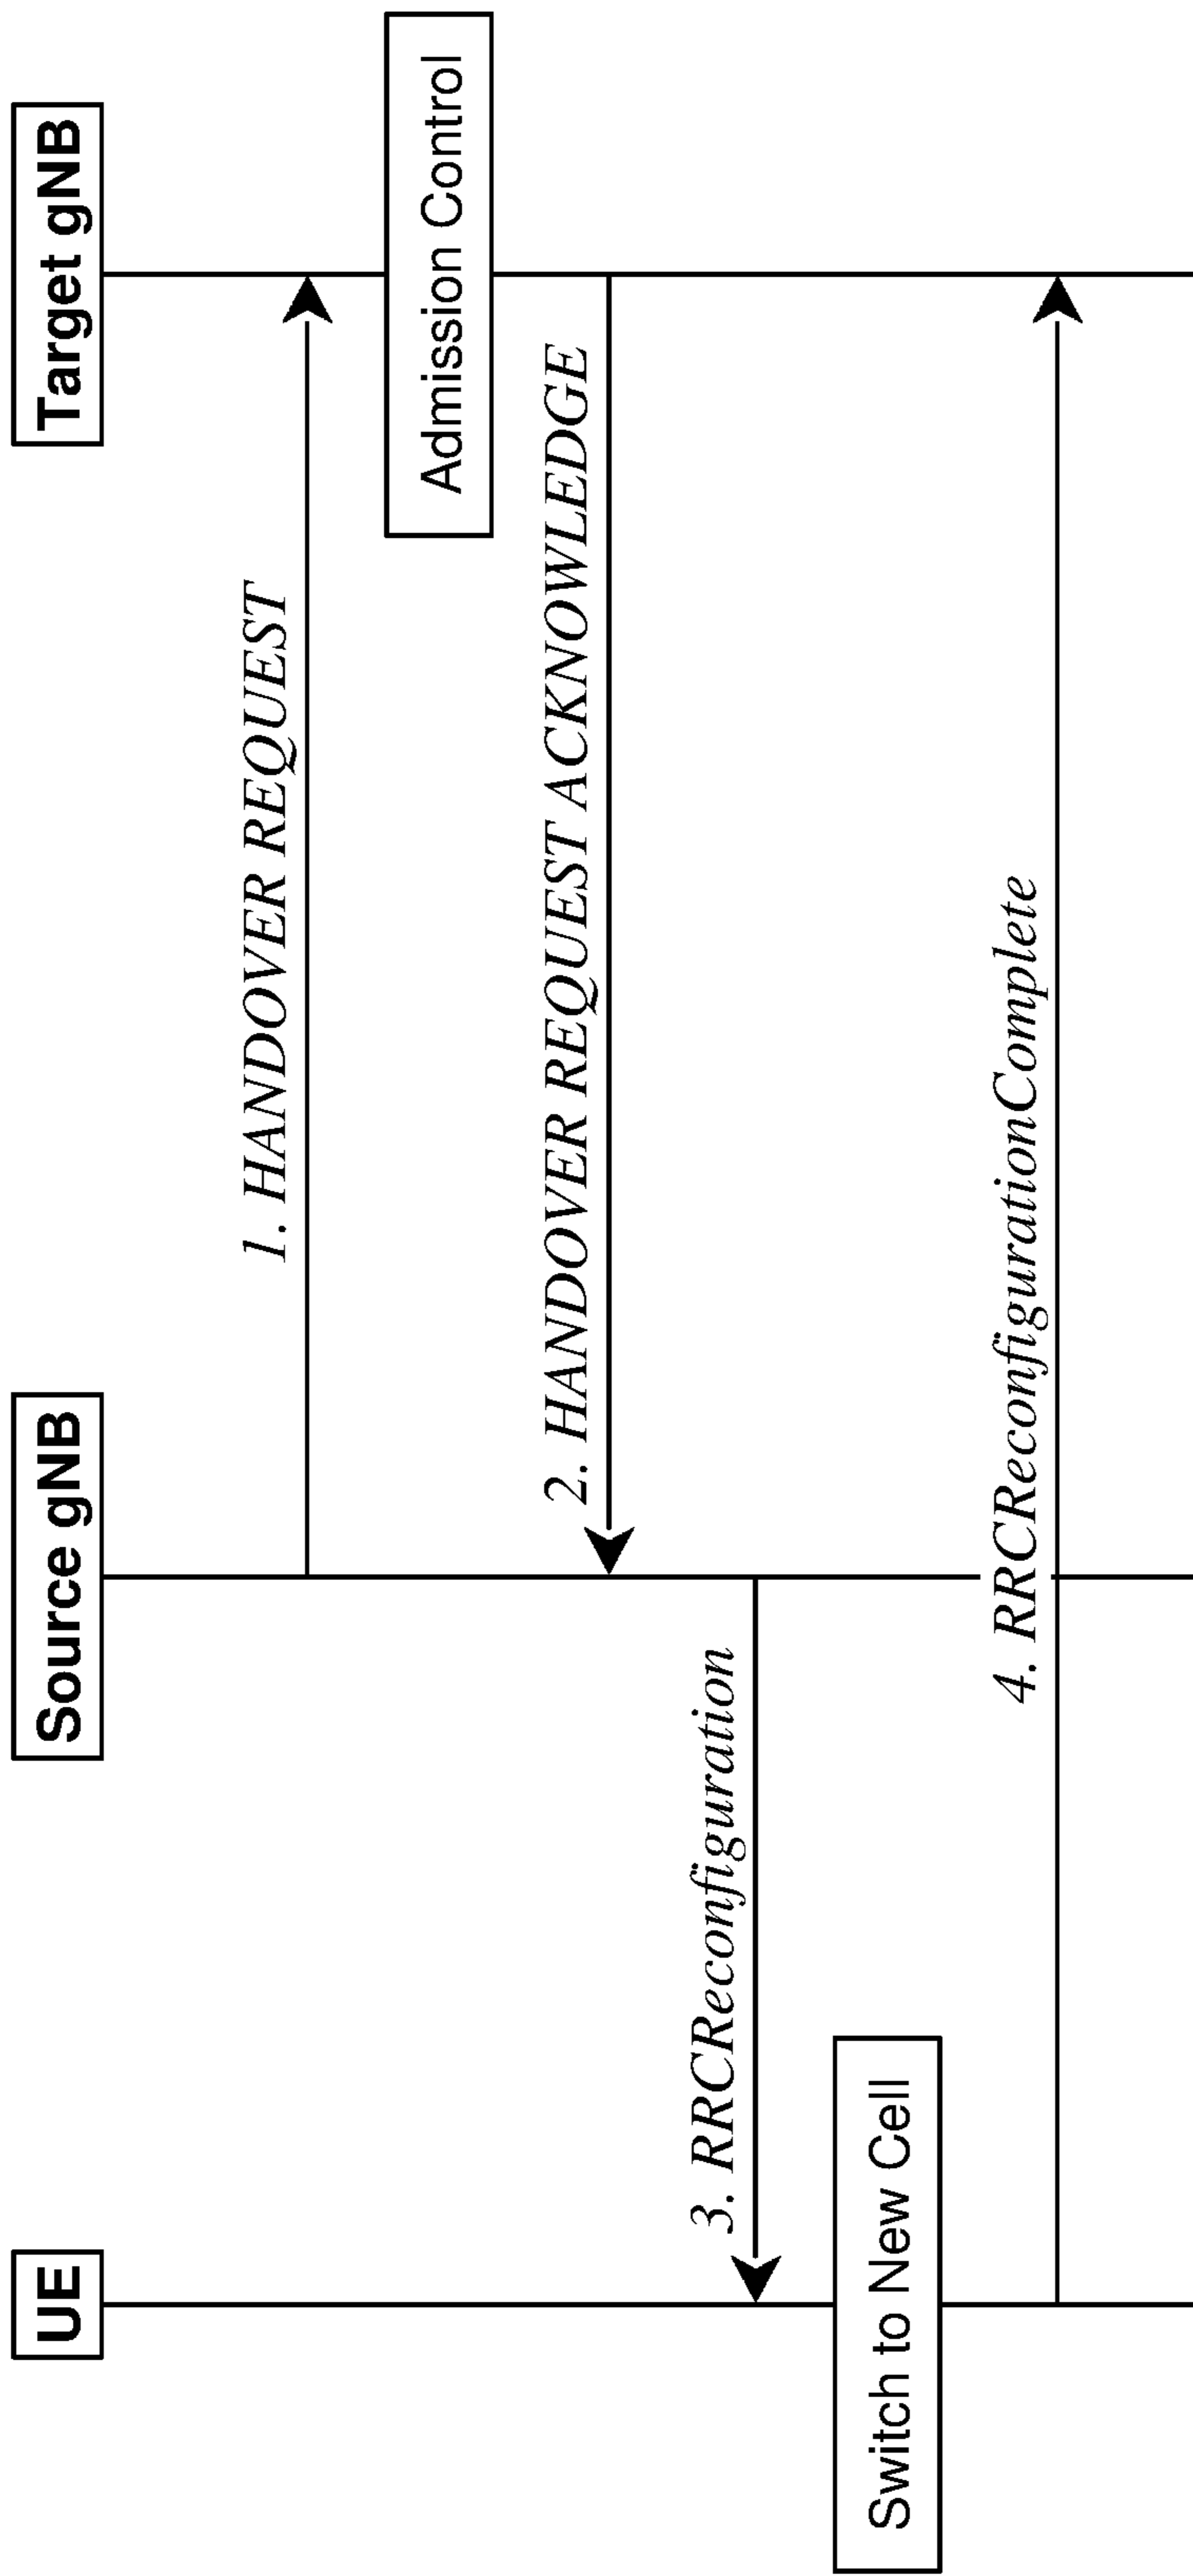 UE
Source gNB
Target gNB
1. HANDOVER REQUEST
Admission Control
2. HANDOVER REQUEST ACKNOWLEDGE
3. RRCReconfiguration
Switch to New Cell
4. RRCReconfigurationComplete